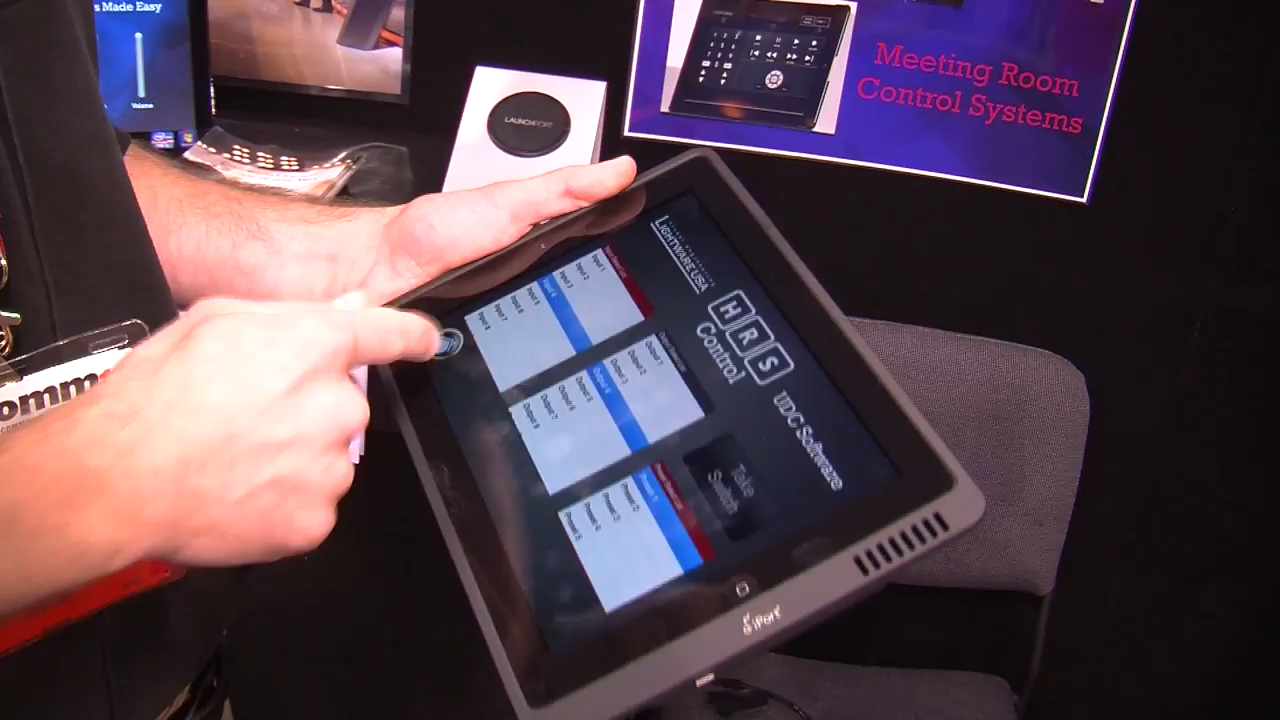 s Made Easy
Volume
LAUNCHPORT
Meeting Room
Control Systems
omm
LIGHTWARE USA
HRS
Control
UDC Software
Take
Switch
Input 1
Input 2
Input 3
Input 4
Input 5
Input 6
Input 7
Input 8
Output 1
Output 2
Output 3
Output 4
Output 5
Output 6
Output 7
Output 8
Preset 1
Preset 2
Preset 3
Preset 4
Preset 5
iPort